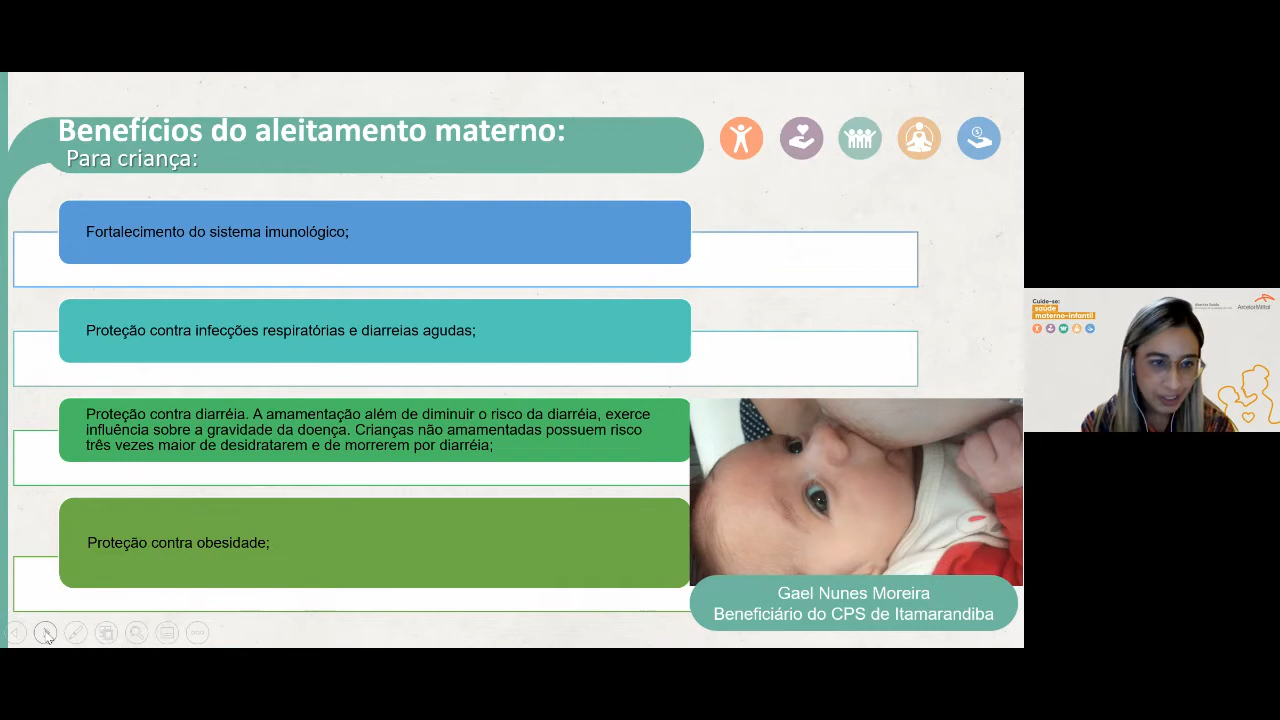 Benefícios do aleitamento materno:
Para criança:
Fortalecimento do sistema imunológico;
Proteção contra infecções respiratórias e diarreias agudas;
Proteção contra diarréia. A amamentação além de diminuir o risco da diarréia, exerce
influência sobre a gravidade da doença. Crianças não amamentadas possuem risco
três vezes maior de desidratarem e de morrerem por diarréia;
Proteção contra obesidade;
Gael Nunes Moreira
Beneficiário do CPS de Itamarandiba
Cuide-se:
saúde
materno-infantil
ArcelorMittal